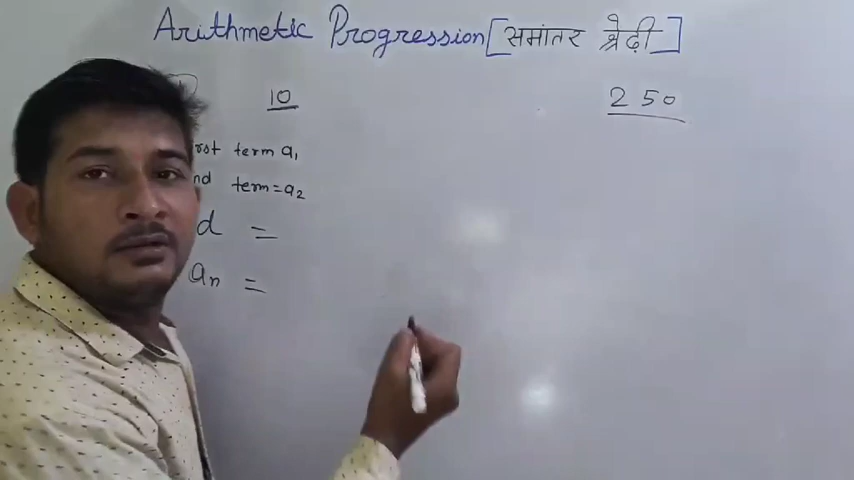 Arithmetic Progression [समांतर श्रेढ़ी]
10 250
term a₁
term = a₂
d =
aₙ =